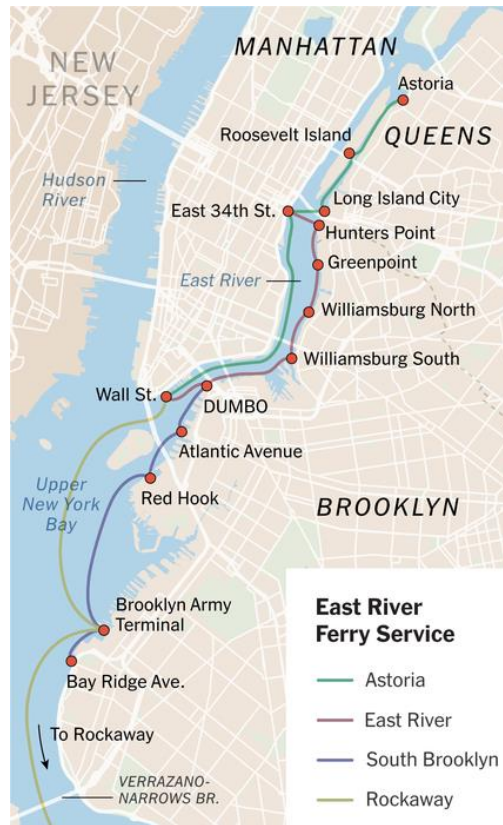 MANHATTAN
NEW
JERSEY
Astoria
Roosevelt Island
QUEENS
Hudson
River
East 34th St.
Long Island City
Hunters Point
Greenpoint
East River
Williamsburg North
Williamsburg South
Wall St.
DUMBO
Atlantic Avenue
Upper
New York
Bay
Red Hook
BROOKLYN
Brooklyn Army
Terminal
Bay Ridge Ave.
To Rockaway
VERRAZANO-
NARROWS BR.
East River
Ferry Service
Astoria
East River
South Brooklyn
Rockaway